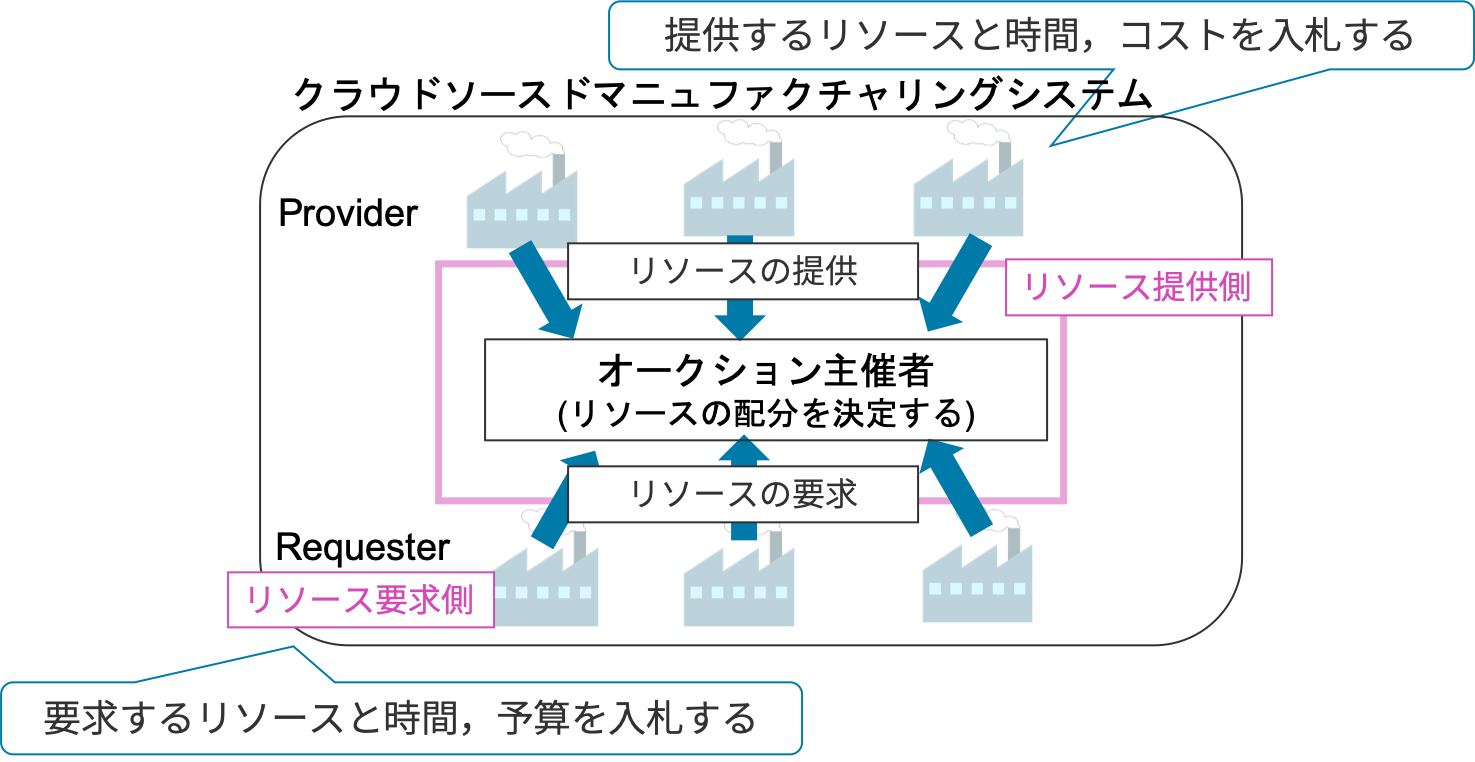 提供するリソースと時間，コストを入札する
クラウドソースドマニュファクチャリングシステム
Provider
リソースの提供
リソース提供側
オークション主催者
(リソースの配分を決定する)
リソースの要求
Requester
リソース要求側
要求するリソースと時間，予算を入札する